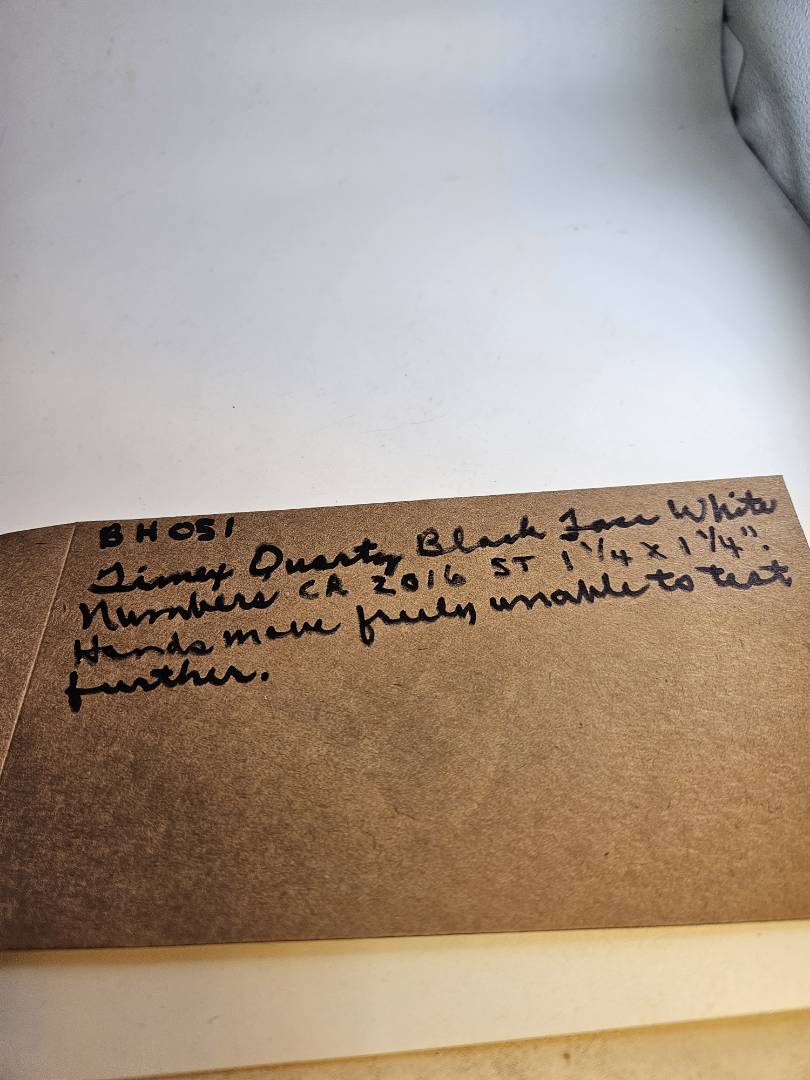 BH051
Timex Quartz Black Face White
Numbers CA 2016 ST 1 1/4 x 1 1/4".
Hands move freely unable to test
further.